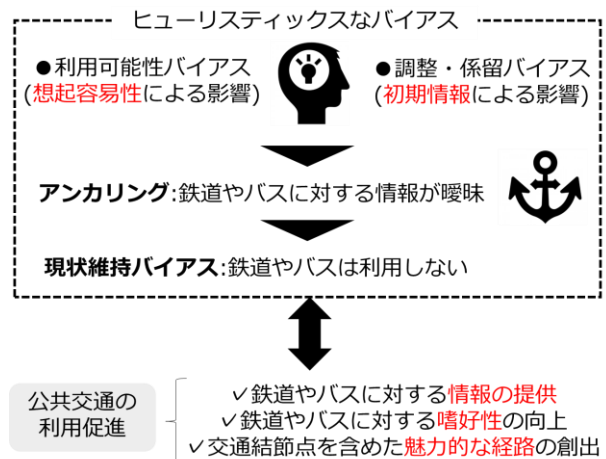 ヒューリスティックスなバイアス
●利用可能性バイアス
(想起容易性による影響)
●調整・係留バイアス
(初期情報による影響)
アンカリング:鉄道やバスに対する情報が曖昧
現状維持バイアス:鉄道やバスは利用しない
公共交通の
利用促進
✓鉄道やバスに対する情報の提供
✓鉄道やバスに対する嗜好性の向上
✓交通結節点を含めた魅力的な経路の創出